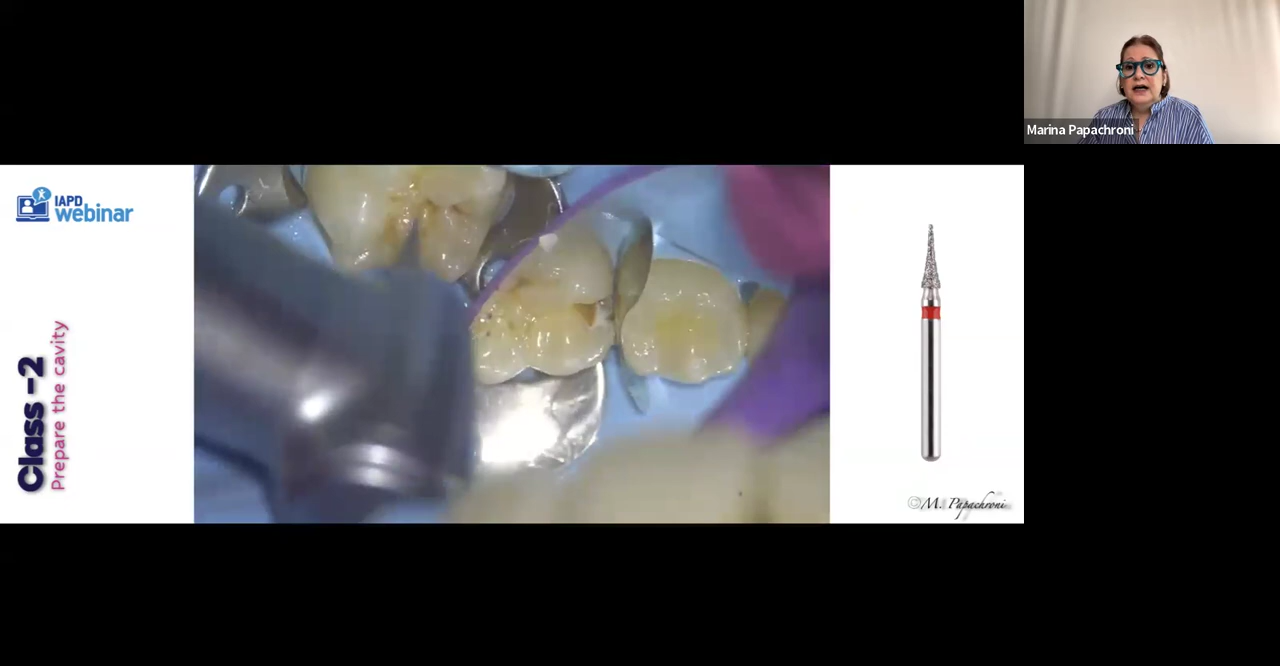 Marina Papachroni
IAPD
webinar
Class -2
Prepare the cavity
©M. Papachroni